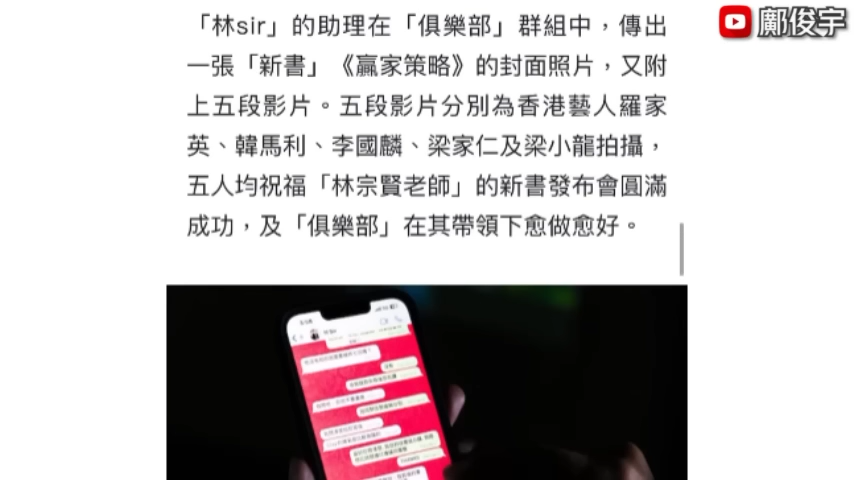 鄺俊宇
「林sir」的助理在「俱樂部」群組中，傳出
一張「新書」《贏家策略》的封面照片，又附
上五段影片。五段影片分別為香港藝人羅家
英、韓馬利、李國麟、梁家仁及梁小龍拍攝，
五人均祝福「林宗賢老師」的新書發布會圓滿
成功，及「俱樂部」在其帶領下愈做愈好。